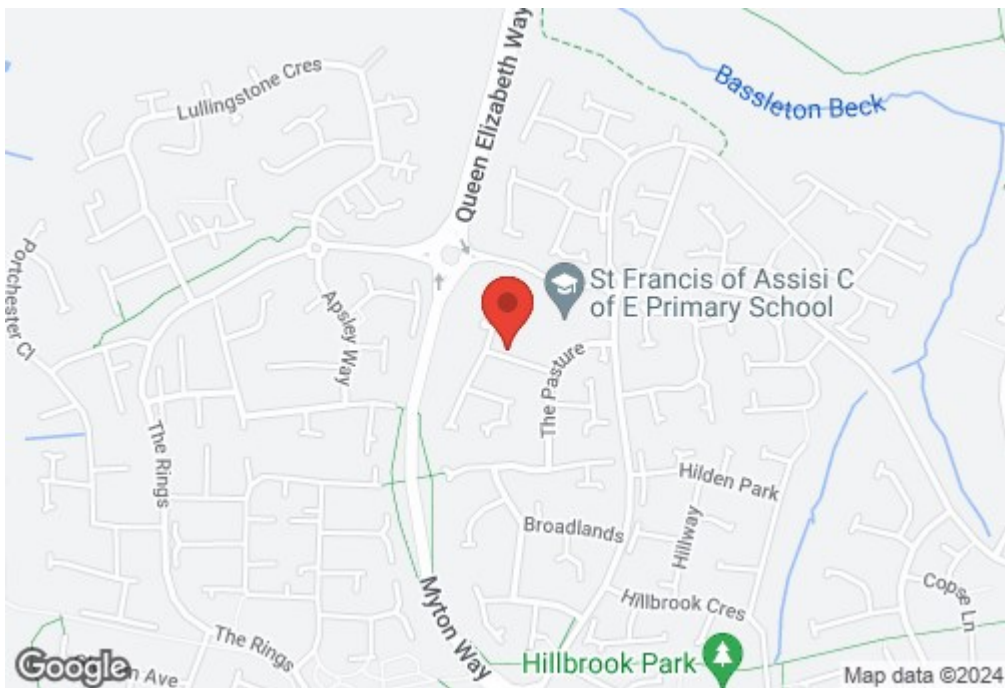 Lullingstone Cres
Queen Elizabeth Way
Bassleton Beck
Portchester Cl
Apsley Way
St Francis of Assisi C
of E Primary School
The Pasture
The Rings
Hilden Park
Broadlands
Hillway
Myton Way
Hillbrook Cres
Copse Ln
The Rings
Hillbrook Park
Google
Ave
Map data ©2024